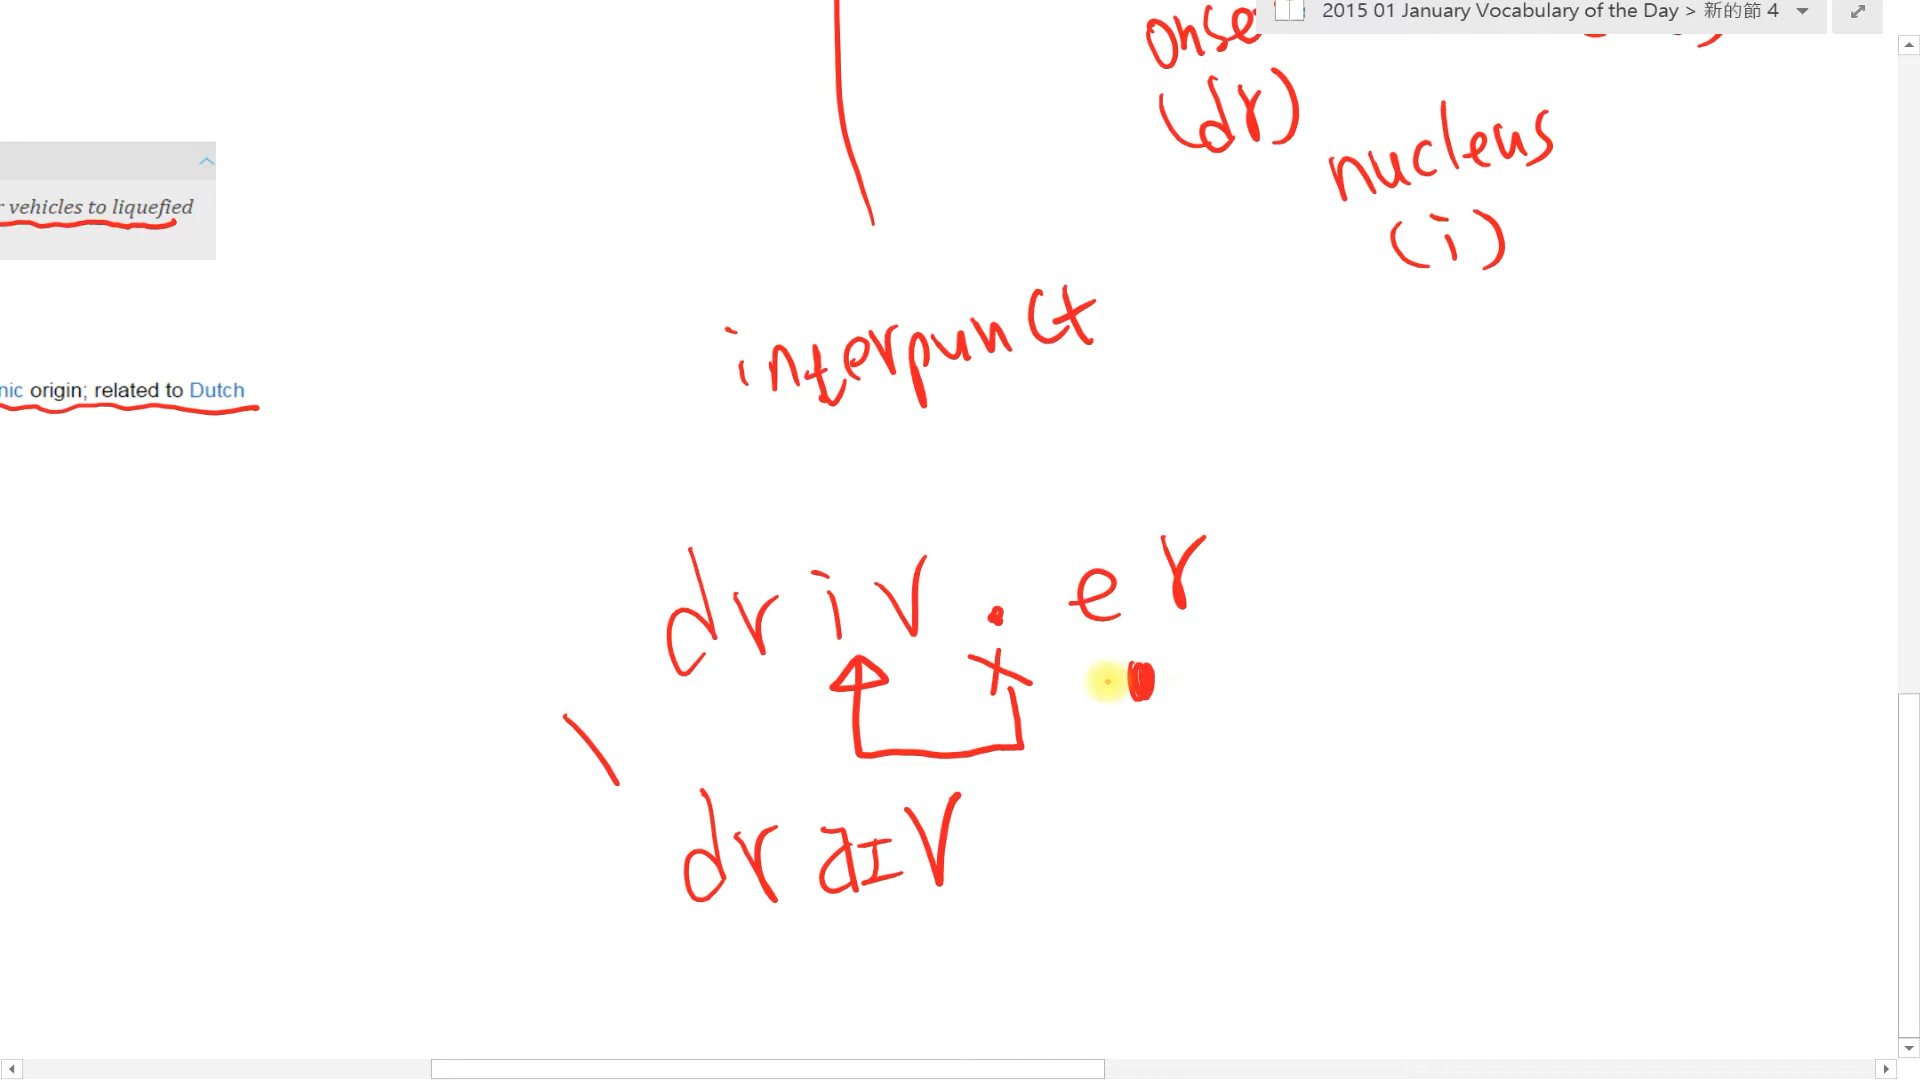 2015 01 January Vocabulary of the Day > 新的節 4
onse
(dr)
nucleus
(i)
vehicles to liquefied
interpunct
nic origin; related to Dutch
driv·er
draɪv